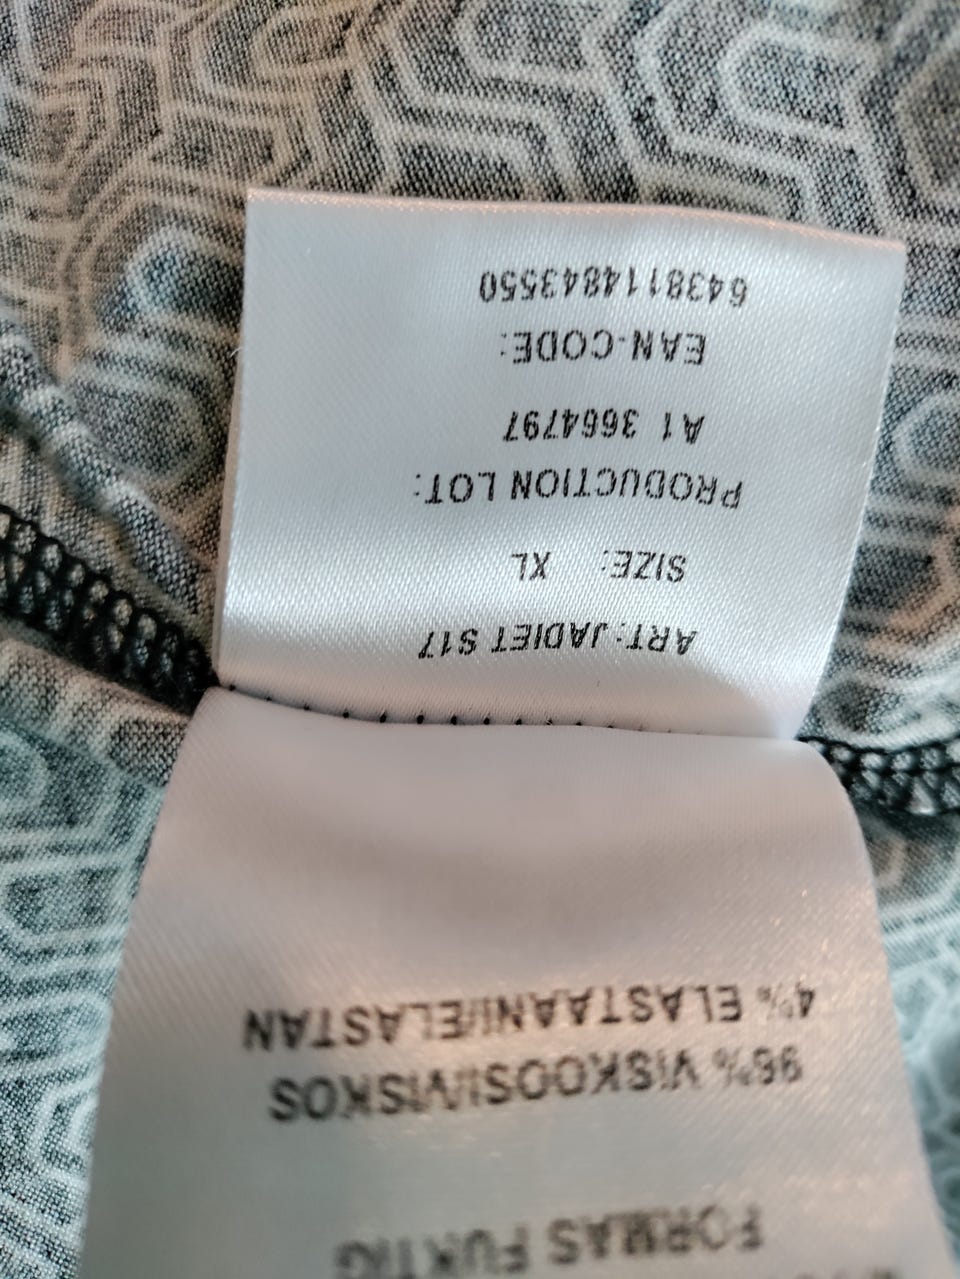 ART: JADIET S17
SIZE: XL
PRODUCTION LOT:
A1 3664797
EAN-CODE:
6438114843550
FORMAS FUKTIG
96% VISKOOSI/VISKOS
4% ELASTAANI/ELASTAN